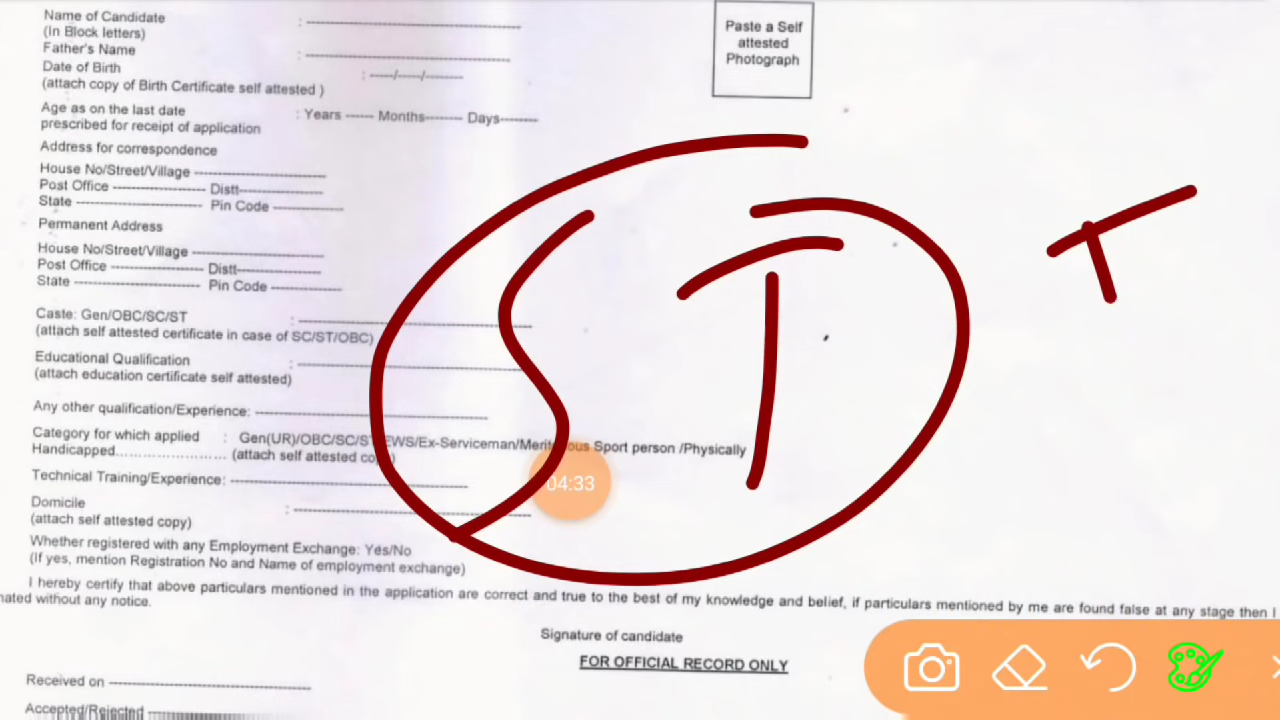 Name of Candidate : ----------
(In Block letters)
Father's Name : ----------
Date of Birth : -----/-----/-------
(attach copy of Birth Certificate self attested )
Age as on the last date : Years ------ Months-------- Days--------
prescribed for receipt of application
Address for correspondence
House No/Street/Village ----------
Post Office ---------- Distt----------
State ---------- Pin Code ----------
Permanent Address
House No/Street/Village ----------
Post Office ---------- Distt----------
State ---------- Pin Code ----------
Caste: Gen/OBC/SC/ST : ----------
(attach self attested certificate in case of SC/ST/OBC)
Educational Qualification : ----------
(attach education certificate self attested)
Any other qualification/Experience: ----------
Category for which applied : Gen(UR)/OBC/SC/ST EWS/Ex-Serviceman/Meritorious Sport person /Physically
Handicapped.......................... (attach self attested copy)
Technical Training/Experience: ----------
Domicile : ----------
(attach self attested copy)
Whether registered with any Employment Exchange: Yes/No
(If yes, mention Registration No and Name of employment exchange)
I hereby certify that above particulars mentioned in the application are correct and true to the best of my knowledge and belief, if particulars mentioned by me are found false at any stage then I
nated without any notice.
Signature of candidate
FOR OFFICIAL RECORD ONLY
Received on ----------
Accepted/Rejected ----------
Paste a Self
attested
Photograph
ST
T
04:33